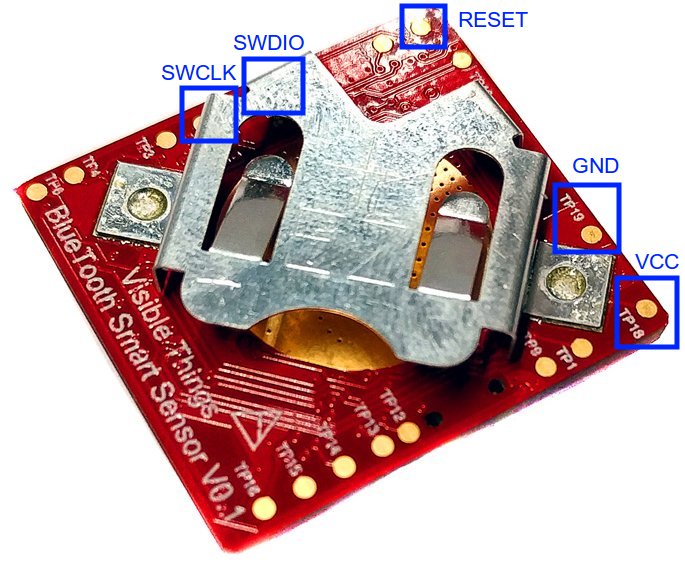 RESET
SWDIO
SWCLK
GND
VCC
TP3
TP4
TP6
TP19
TP18
TP9
TP1
TP12
TP13
TP14
TP15
TP16
Visible Things
BlueTooth Smart Sensor V0.1